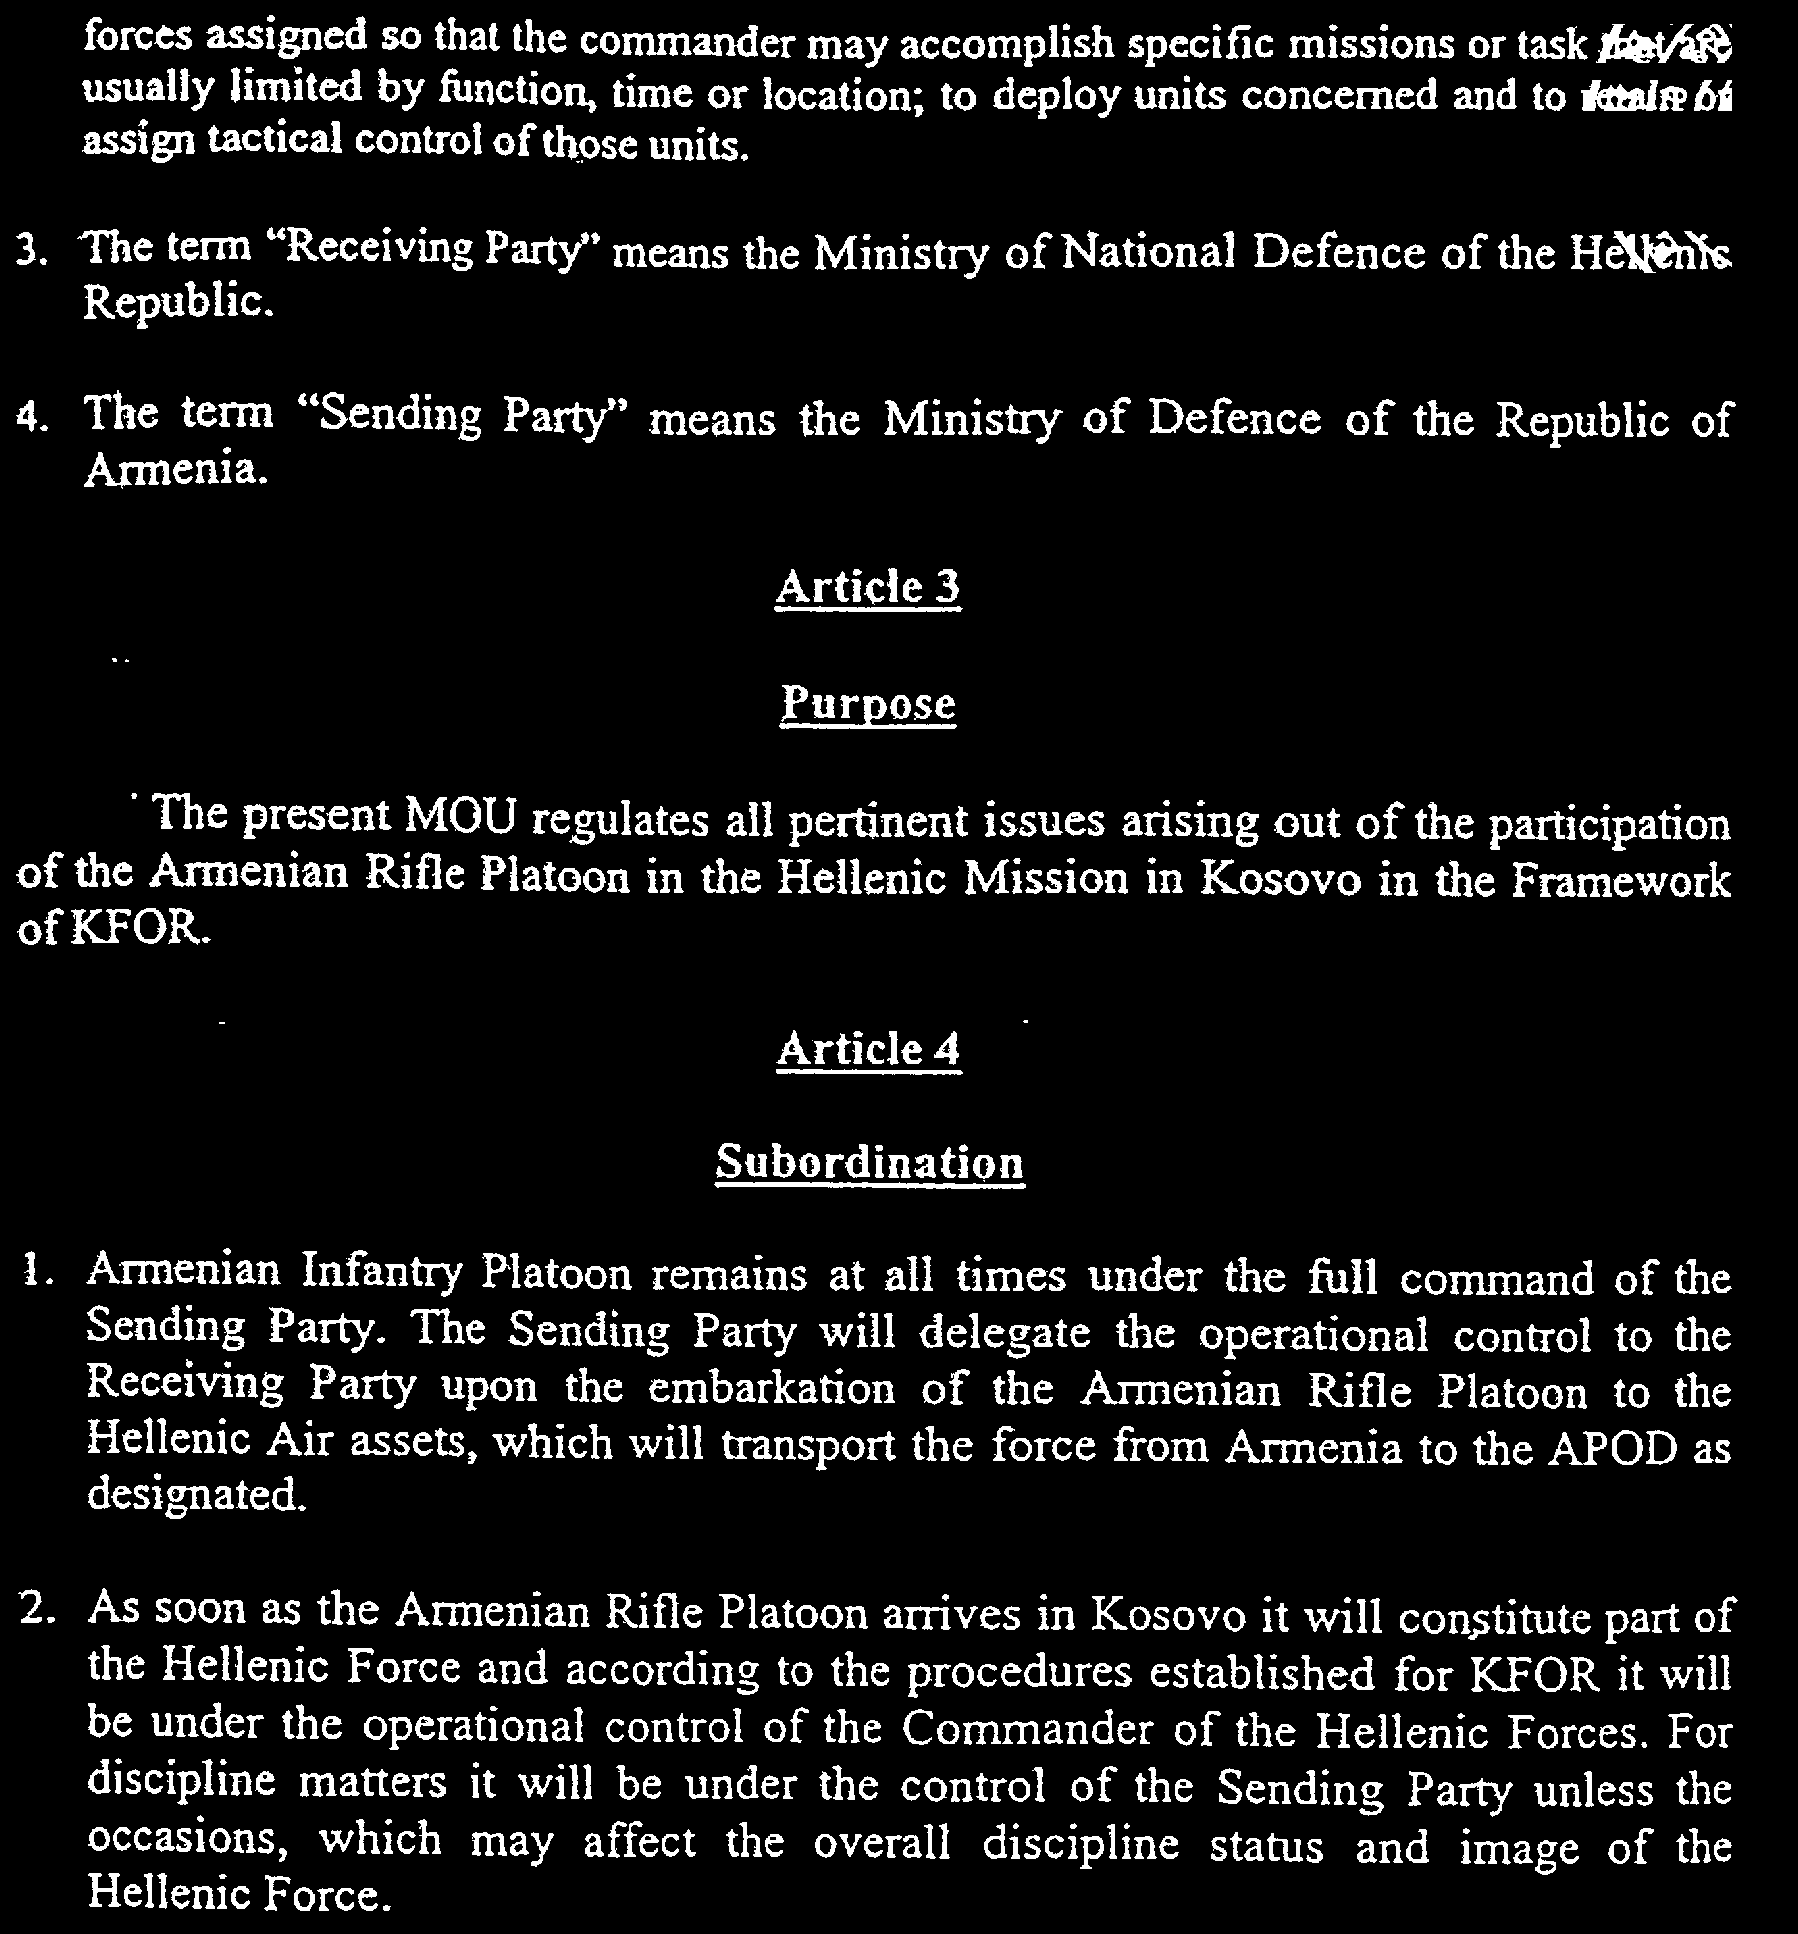 forces assigned so that the commander may accomplish specific missions or task that are
usually limited by function, time or location; to deploy units concerned and to retain or
assign tactical control of those units.
3. The term “Receiving Party” means the Ministry of National Defence of the Hellenic
Republic.
4. The term “Sending Party” means the Ministry of Defence of the Republic of
Armenia.
Article 3
Purpose
The present MOU regulates all pertinent issues arising out of the participation
of the Armenian Rifle Platoon in the Hellenic Mission in Kosovo in the Framework
of KFOR.
Article 4
Subordination
1. Armenian Infantry Platoon remains at all times under the full command of the
Sending Party. The Sending Party will delegate the operational control to the
Receiving Party upon the embarkation of the Armenian Rifle Platoon to the
Hellenic Air assets, which will transport the force from Armenia to the APOD as
designated.
2. As soon as the Armenian Rifle Platoon arrives in Kosovo it will constitute part of
the Hellenic Force and according to the procedures established for KFOR it will
be under the operational control of the Commander of the Hellenic Forces. For
discipline matters it will be under the control of the Sending Party unless the
occasions, which may affect the overall discipline status and image of the
Hellenic Force.